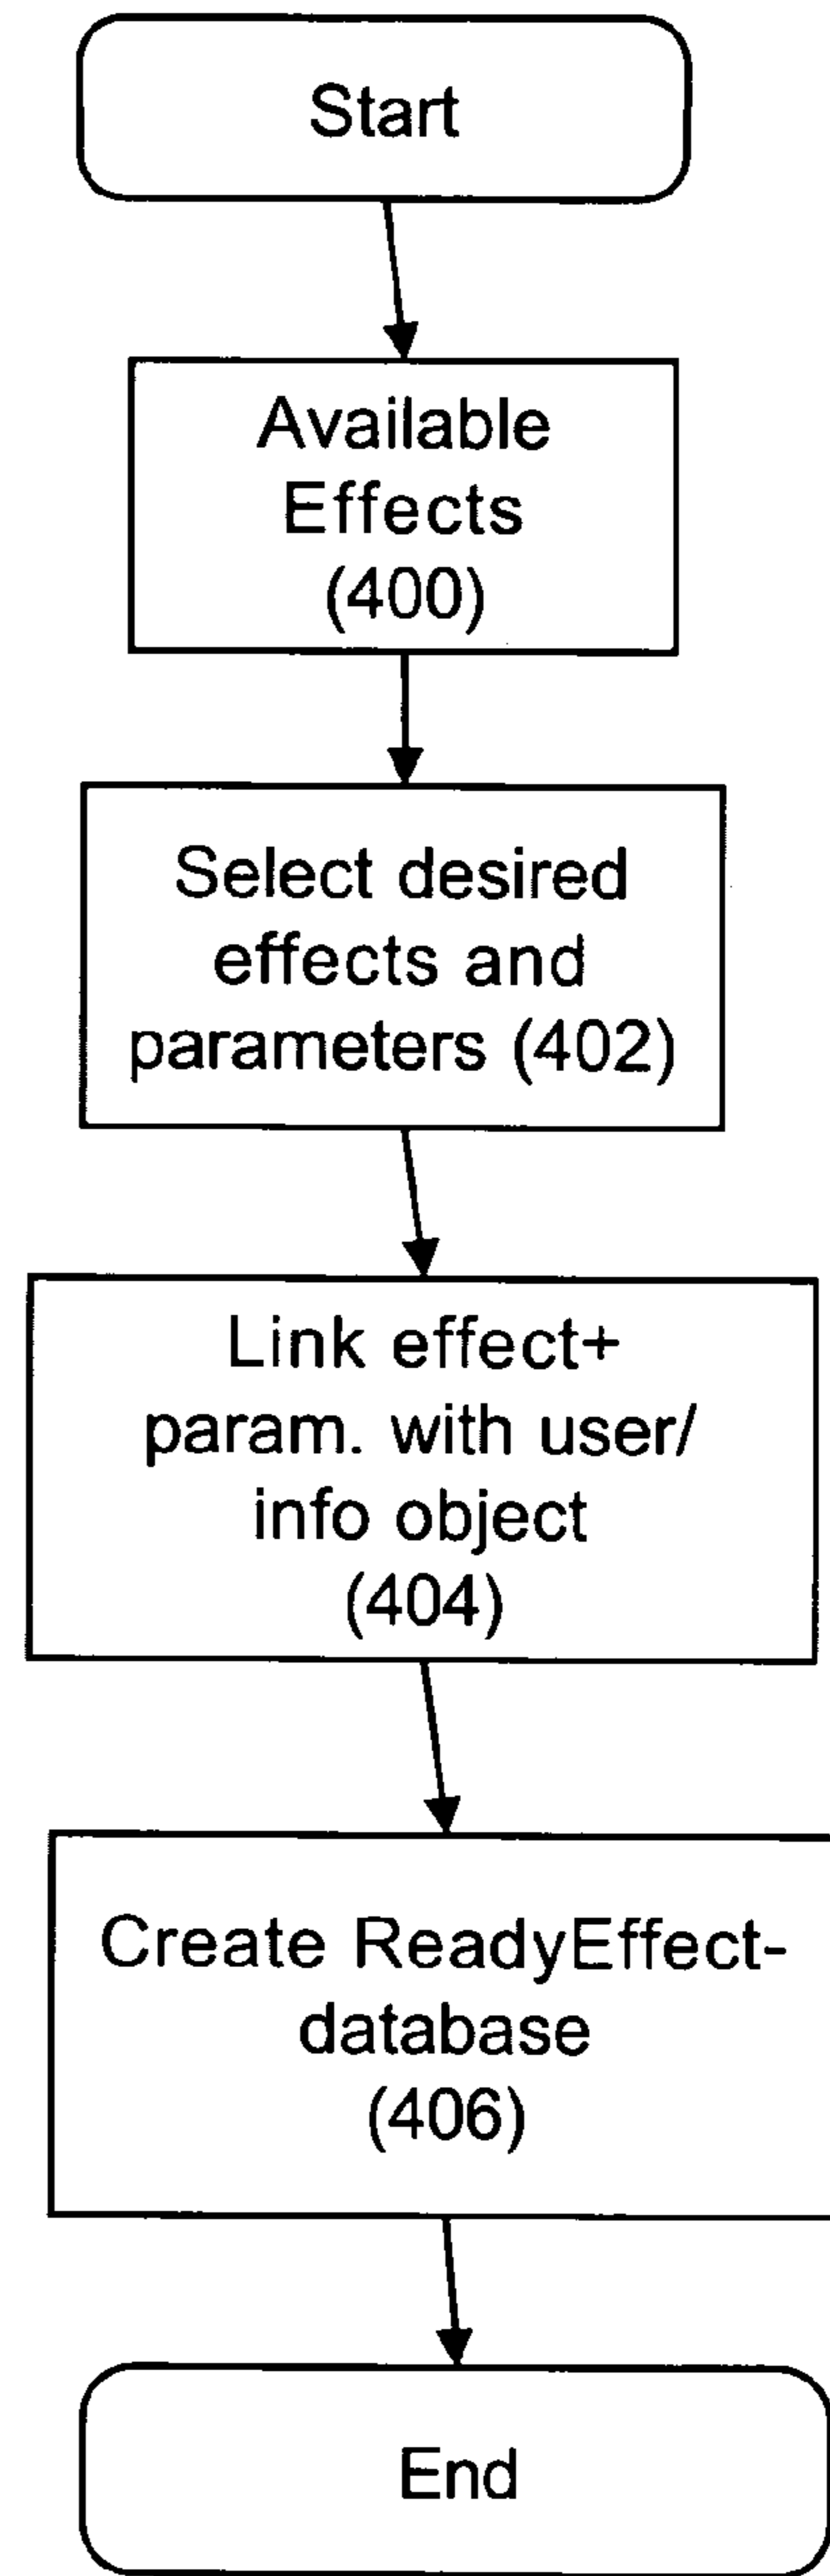 Start
Available
Effects
(400)
Select desired
effects and
parameters (402)
Link effect+
param. with user/
info object
(404)
Create ReadyEffect-
database
(406)
End